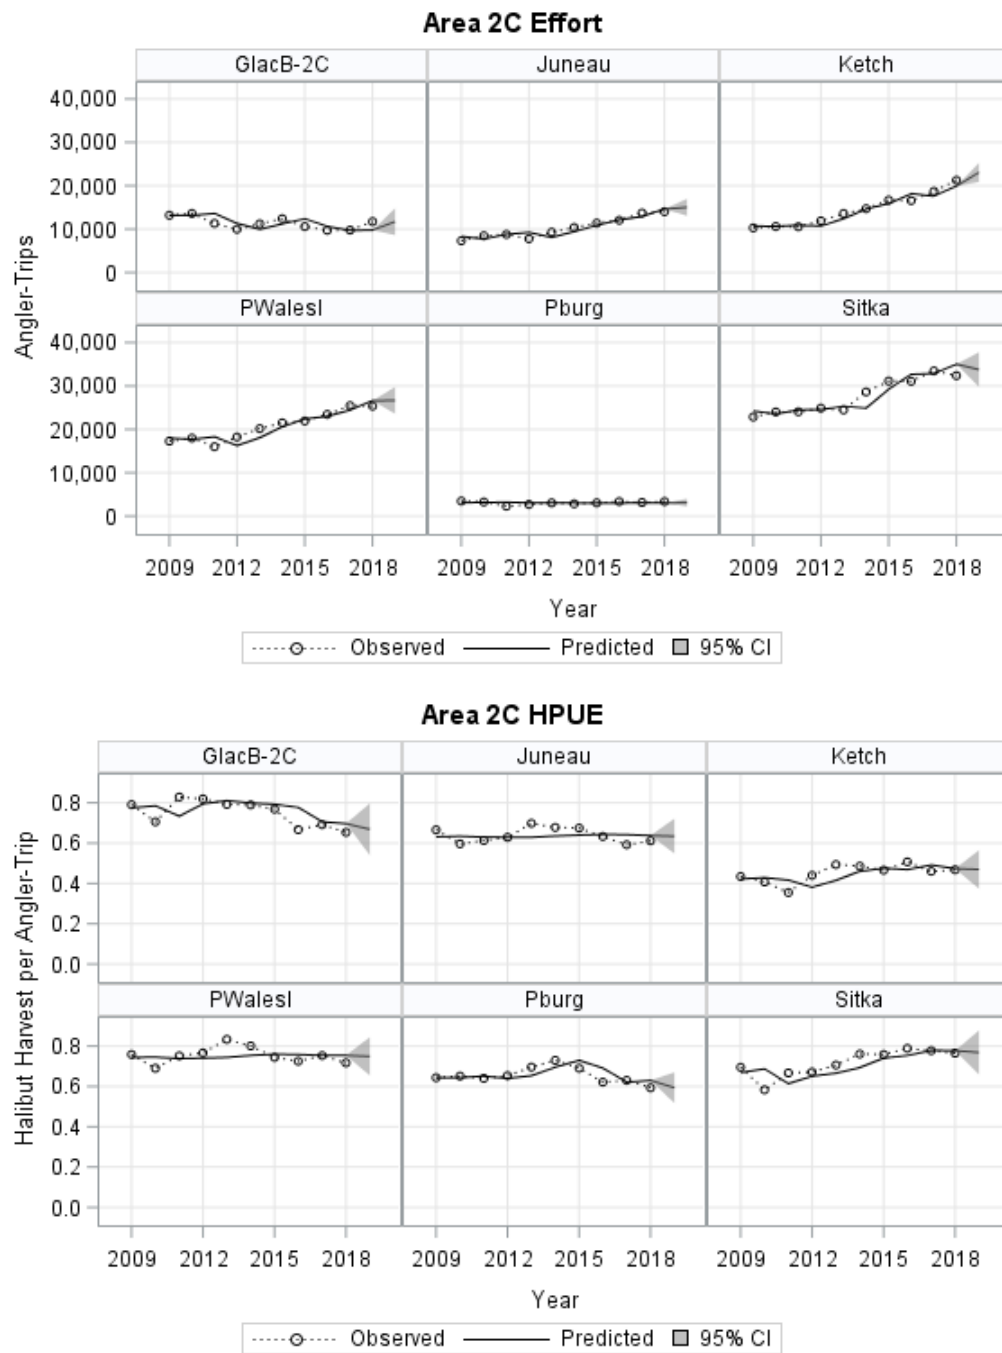 Area 2C Effort
GlacB-2C Juneau Ketch
40,000
30,000
20,000
10,000
0
PWalesI Pburg Sitka
40,000
30,000
20,000
10,000
0
Angler-Trips
2009 2012 2015 2018 2009 2012 2015 2018 2009 2012 2015 2018
Year
Observed Predicted 95% CI
Area 2C HPUE
GlacB-2C Juneau Ketch
0.8
0.6
0.4
0.2
0.0
PWalesI Pburg Sitka
0.8
0.6
0.4
0.2
0.0
Halibut Harvest per Angler-Trip
2009 2012 2015 2018 2009 2012 2015 2018 2009 2012 2015 2018
Year
Observed Predicted 95% CI